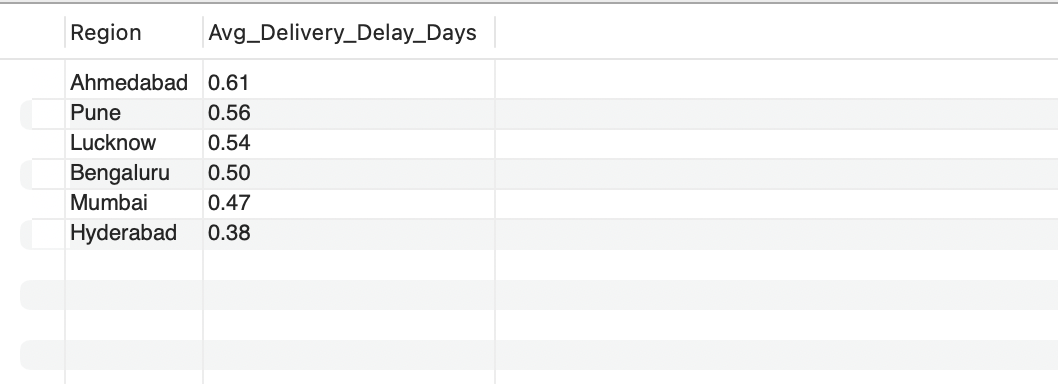 Region Avg_Delivery_Delay_Days
Ahmedabad 0.61
Pune 0.56
Lucknow 0.54
Bengaluru 0.50
Mumbai 0.47
Hyderabad 0.38